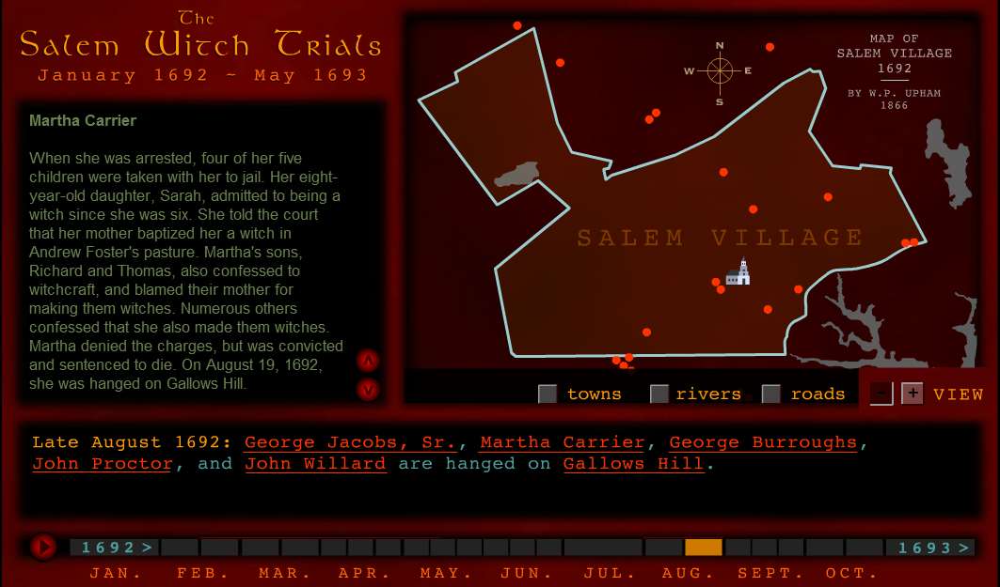 The
Salem Witch Trials
January 1692 ~ May 1693
Martha Carrier
When she was arrested, four of her five
children were taken with her to jail. Her eight-
year-old daughter, Sarah, admitted to being a
witch since she was six. She told the court
that her mother baptized her a witch in
Andrew Foster's pasture. Martha's sons,
Richard and Thomas, also confessed to
witchcraft, and blamed their mother for
making them witches. Numerous others
confessed that she also made them witches.
Martha denied the charges, but was convicted
and sentenced to die. On August 19, 1692,
she was hanged on Gallows Hill.
N
W E
S
MAP OF
SALEM VILLAGE
1692
BY W.P. UPHAM
1866
SALEM VILLAGE
towns rivers roads - + VIEW
Late August 1692: George Jacobs, Sr., Martha Carrier, George Burroughs,
John Proctor, and John Willard are hanged on Gallows Hill.
1692 > 1693 >
JAN. FEB. MAR. APR. MAY. JUN. JUL. AUG. SEPT. OCT.